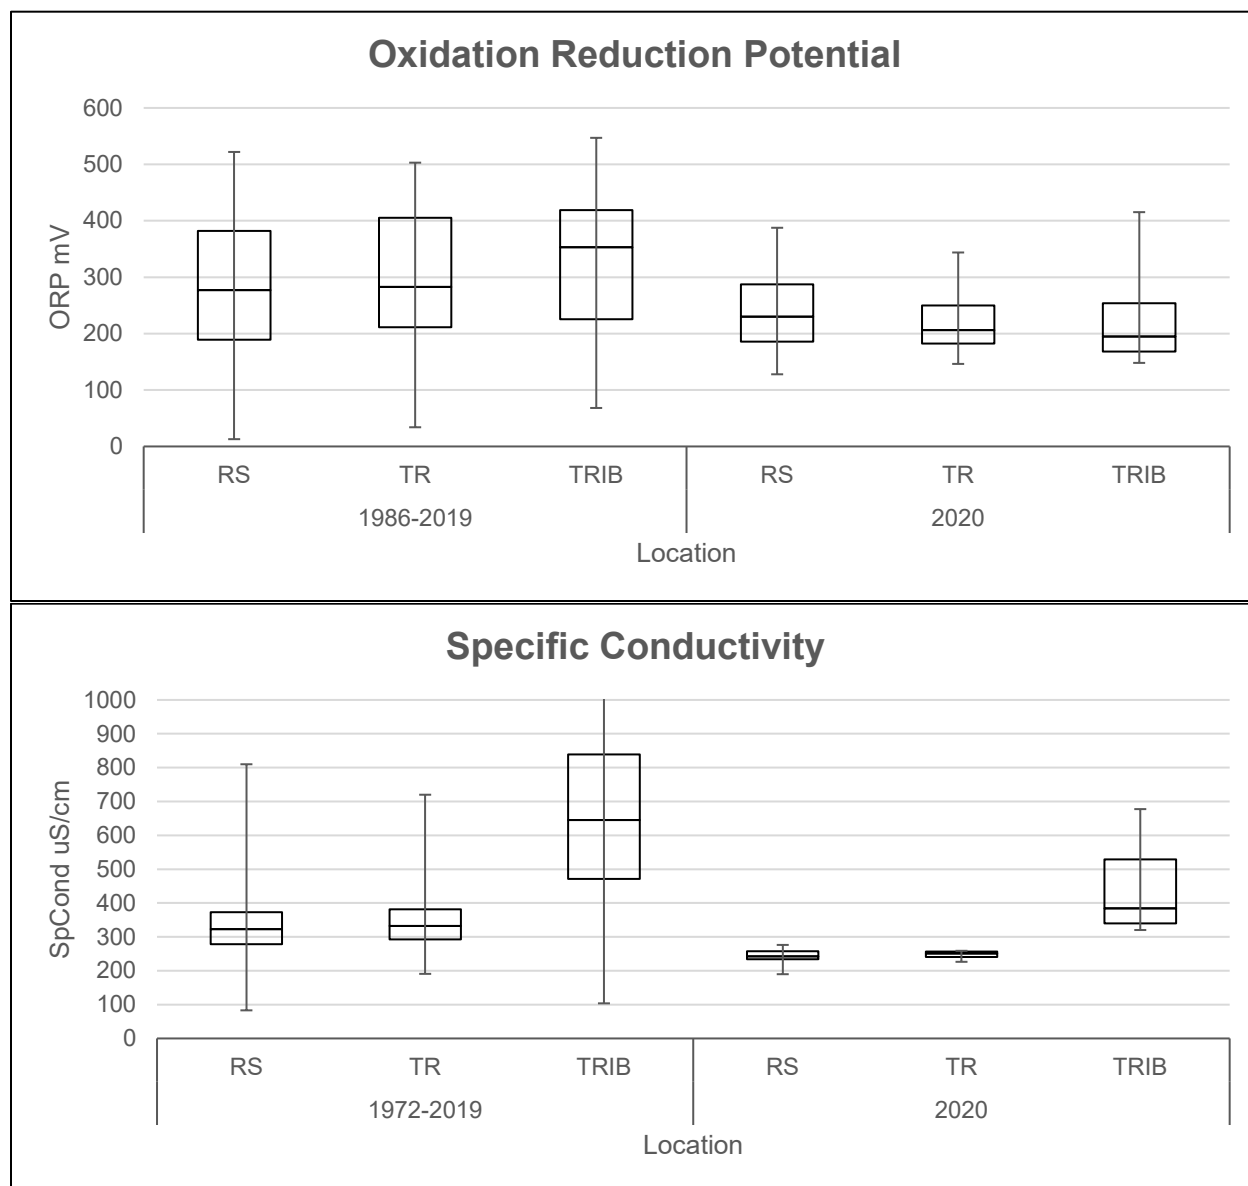 Oxidation Reduction Potential
600
500
400
300
200
100
0
ORP mV
RS TR TRIB RS TR TRIB
1986-2019 2020
Location
Specific Conductivity
1000
900
800
700
600
500
400
300
200
100
0
SpCond uS/cm
RS TR TRIB RS TR TRIB
1972-2019 2020
Location